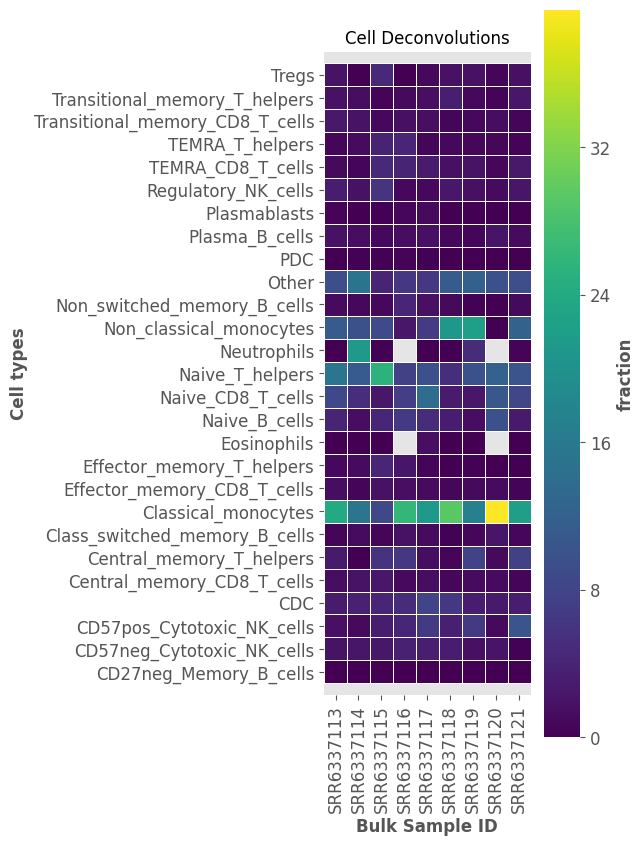 Cell Deconvolutions
Cell types
Tregs
Transitional_memory_T_helpers
Transitional_memory_CD8_T_cells
TEMRA_T_helpers
TEMRA_CD8_T_cells
Regulatory_NK_cells
Plasmablasts
Plasma_B_cells
PDC
Other
Non_switched_memory_B_cells
Non_classical_monocytes
Neutrophils
Naive_T_helpers
Naive_CD8_T_cells
Naive_B_cells
Eosinophils
Effector_memory_T_helpers
Effector_memory_CD8_T_cells
Classical_monocytes
Class_switched_memory_B_cells
Central_memory_T_helpers
Central_memory_CD8_T_cells
CDC
CD57pos_Cytotoxic_NK_cells
CD57neg_Cytotoxic_NK_cells
CD27neg_Memory_B_cells
SRR6337113
SRR6337114
SRR6337115
SRR6337116
SRR6337117
SRR6337118
SRR6337119
SRR6337120
SRR6337121
Bulk Sample ID
32
24
16
8
0
fraction